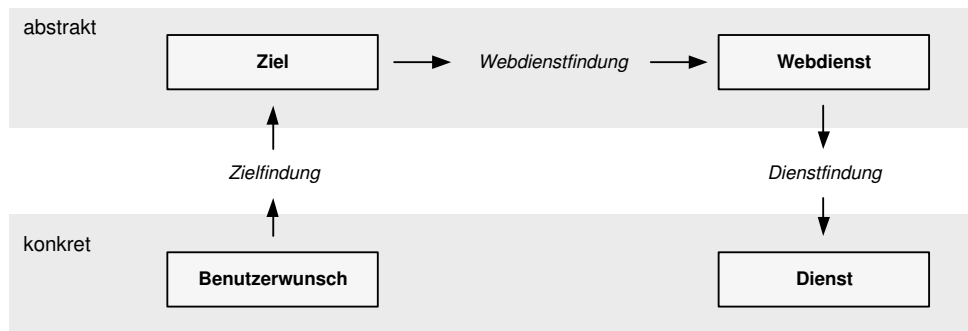 abstrakt
Ziel
Webdienstfindung
Webdienst
Zielfindung
Dienstfindung
konkret
Benutzerwunsch
Dienst